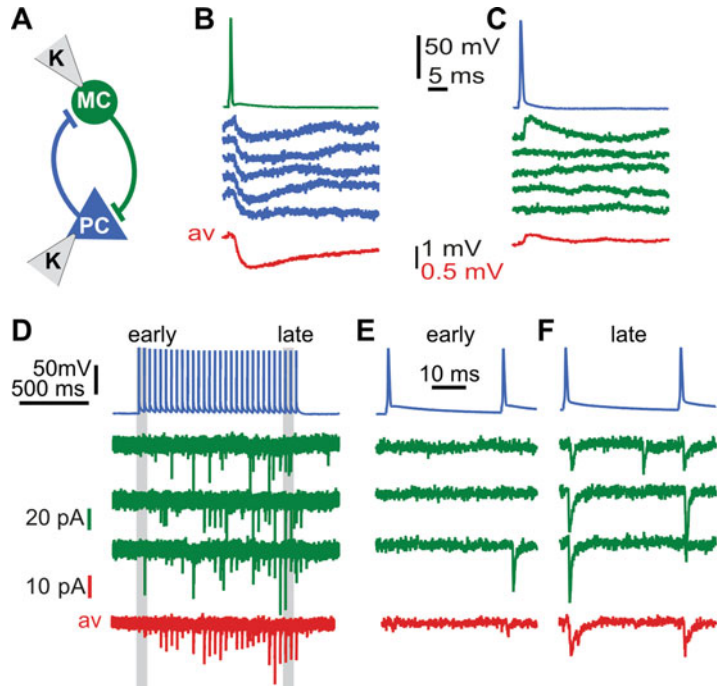 A
K
MC
PC
K
B
av
C
50 mV
5 ms
1 mV
0.5 mV
D
early
late
50mV
500 ms
20 pA
10 pA
av
E
early
10 ms
F
late